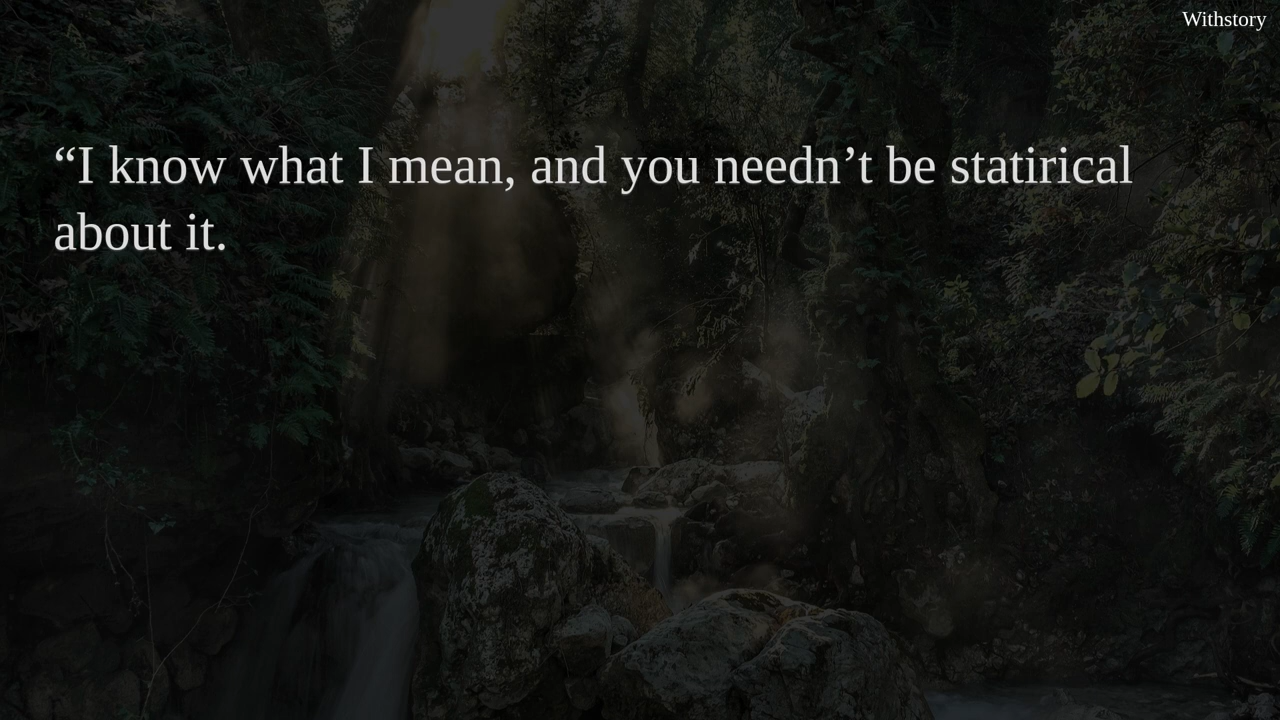 Withstory
“I know what I mean, and you needn’t be statirical
about it.